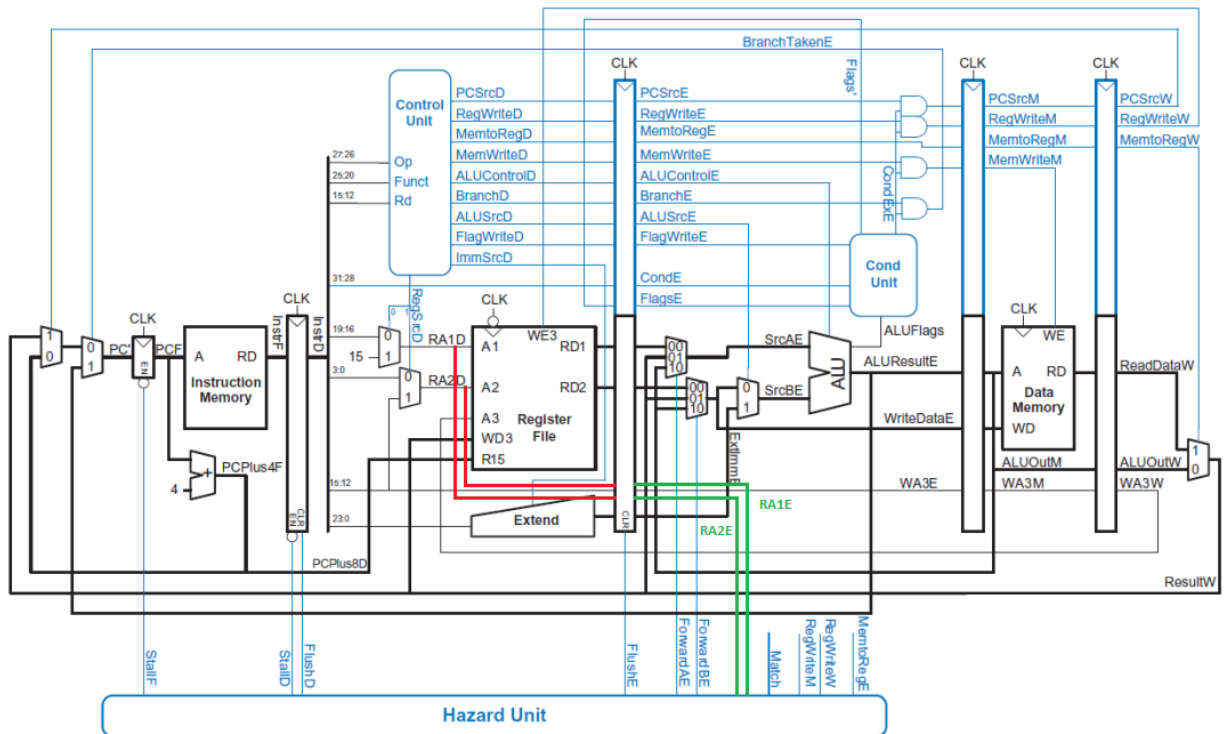 BranchTakenE
CLK
CLK
CLK
Flags'
Control
Unit
PCSrcD
PCSrcE
PCSrcM
PCSrcW
RegWriteD
RegWriteE
RegWriteM
RegWriteW
MemtoRegD
MemtoRegE
MemtoRegM
MemtoRegW
27:26
Op
MemWriteD
MemWriteE
MemWriteM
25:20
Funct
ALUControlD
ALUControlE
15:12
Rd
BranchD
BranchE
CondExE
ALUSrcD
ALUSrcE
FlagWriteD
FlagWriteE
ImmSrcD
Cond
Unit
31:28
CondE
FlagsE
RegSrcD
CLK
CLK
CLK
CLK
0 1
InstrF
InstrD
19:16
RA1D
WE3
ALUFlags
WE
1
0
0
1
PC'
PCF
EN
A
RD
Instruction
Memory
0
1
15
A1
RD1
00
01
10
SrcAE
ALU
ALUResultE
ReadDataW
3:0
RA2D
0
1
A2
RD2
00
01
10
0
1
SrcBE
A
RD
Data
Memory
WD
A3
Register
File
WriteDataE
WD3
R15
ExtImmE
1
0
PCPlus4F
+
4
ALUOutM
ALUOutW
15:12
WA3E
WA3M
WA3W
RA1E
RA2E
CLR
EN
23:0
Extend
CLR
PCPlus8D
ResultW
StallF
StallD
FlushD
FlushE
ForwardAE
ForwardBE
Match
RegWriteM
RegWriteW
MemtoRegE
Hazard Unit